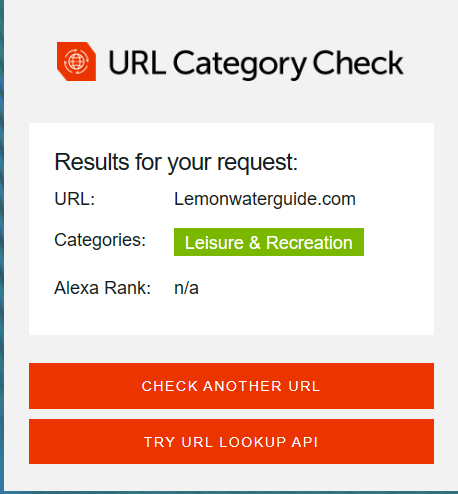 URL Category Check
Results for your request:
URL: Lemonwaterguide.com
Categories: Leisure & Recreation
Alexa Rank: n/a
CHECK ANOTHER URL
TRY URL LOOKUP API